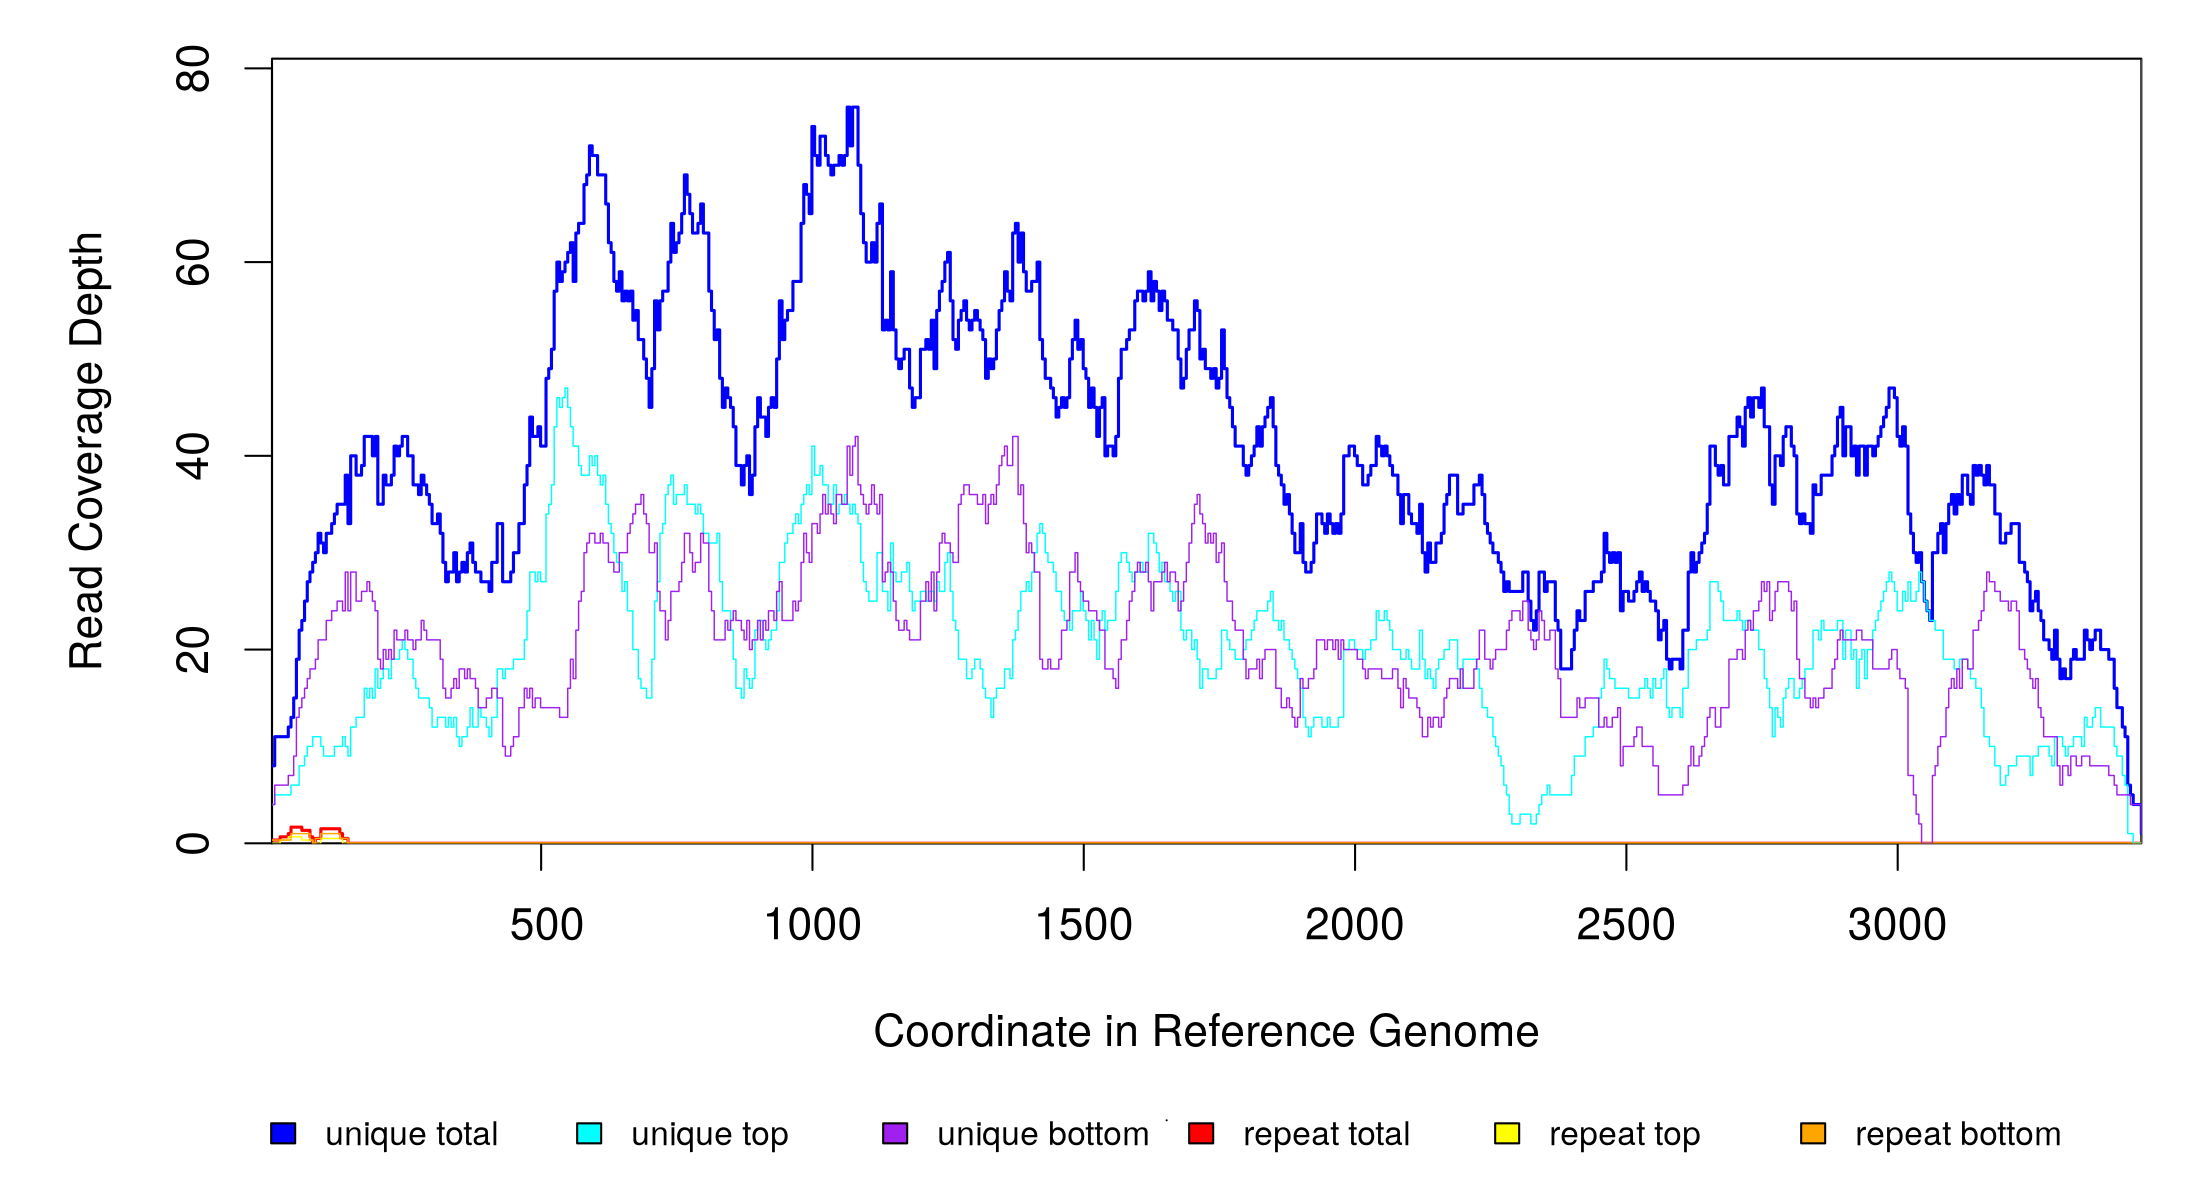 80
60
40
20
0
Read Coverage Depth
500 1000 1500 2000 2500 3000
Coordinate in Reference Genome
unique total unique top unique bottom repeat total repeat top repeat bottom